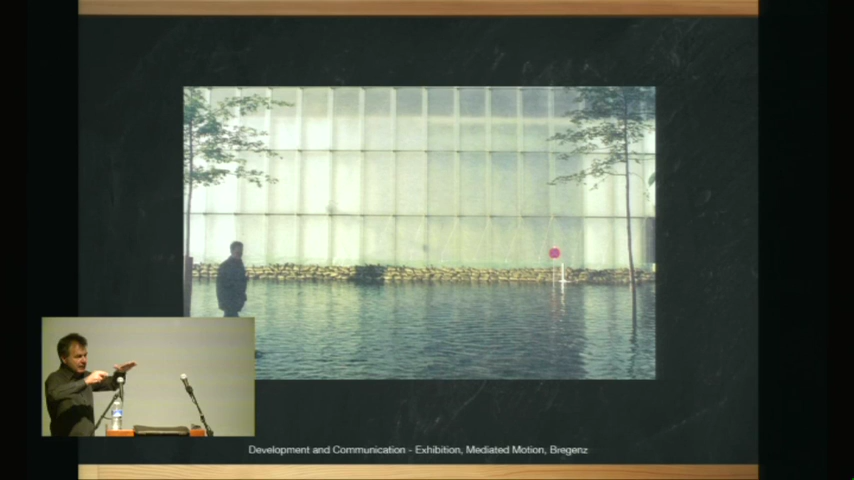 Development and Communication - Exhibition, Mediated Motion, Bregenz